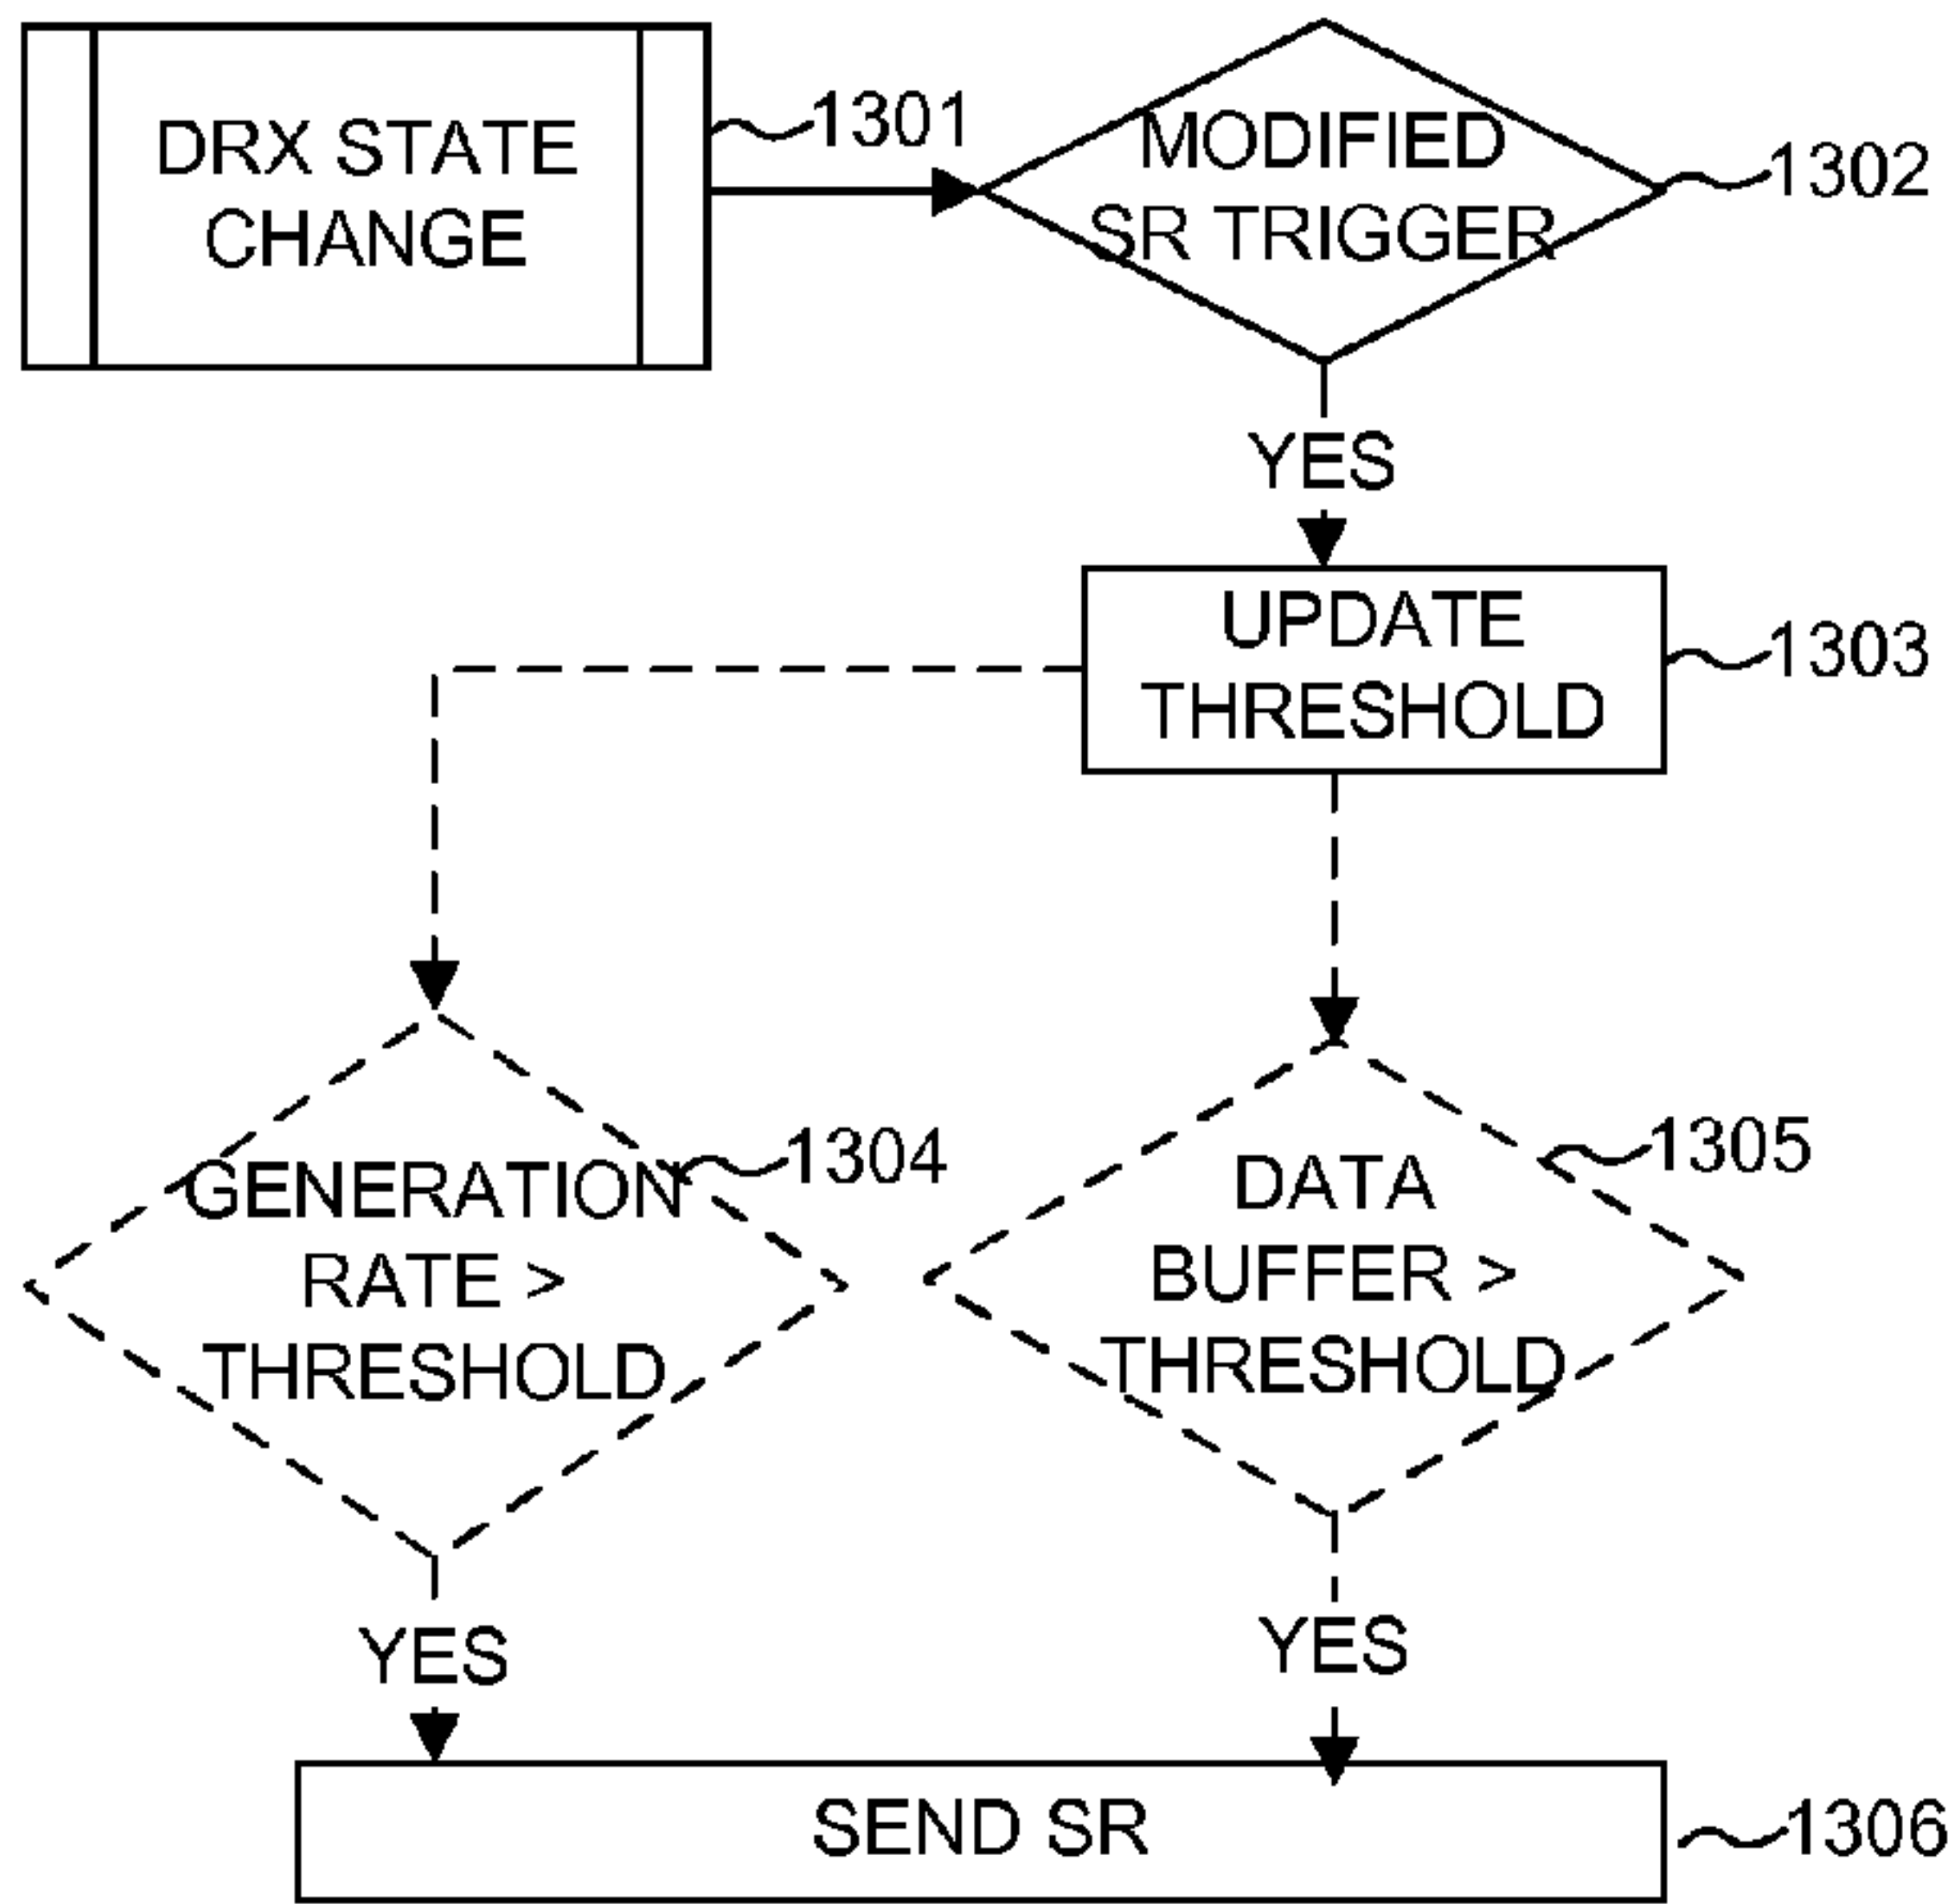 DRX STATE
CHANGE
1301
MODIFIED
SR TRIGGER
1302
YES
UPDATE
THRESHOLD
1303
GENERATION
RATE >
THRESHOLD
1304
DATA
BUFFER >
THRESHOLD
1305
YES
YES
SEND SR
1306